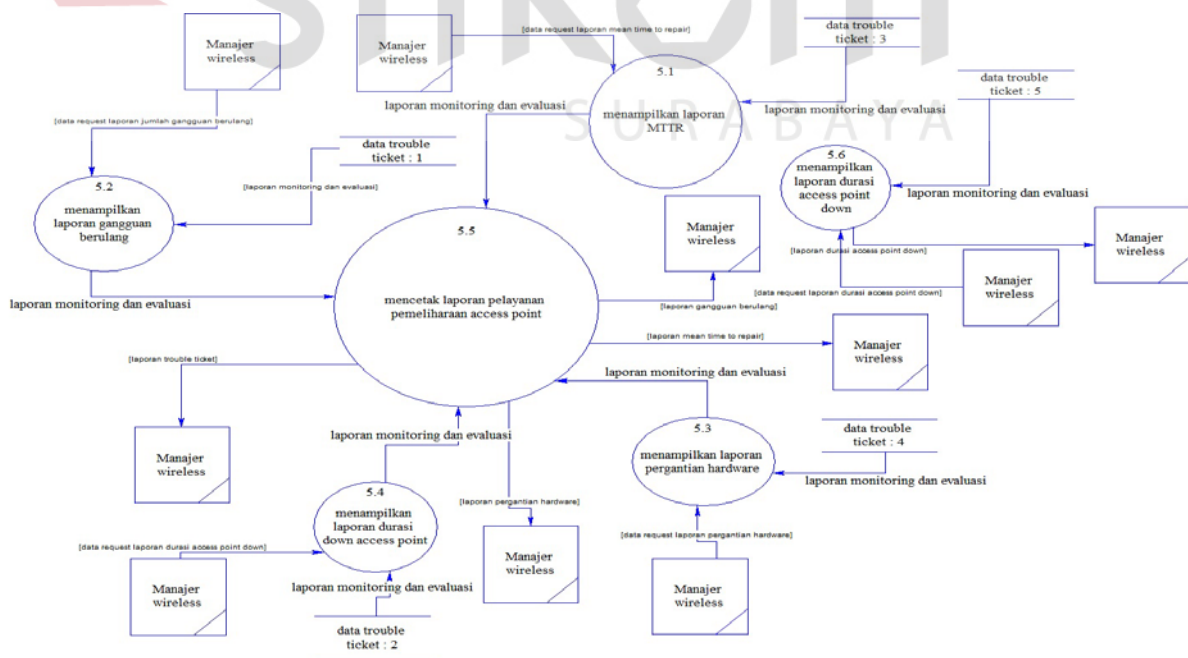 STIKOM
SURABAYA
Manajer
wireless
Manajer
wireless
[data request laporan mean time to repair]
data trouble
ticket : 3
5.1
menampilkan laporan
MTTR
laporan monitoring dan evaluasi
laporan monitoring dan evaluasi
data trouble
ticket : 5
[data request laporan jumlah gangguan berulang]
data trouble
ticket : 1
[laporan monitoring dan evaluasi]
5.2
menampilkan
laporan gangguan
berulang
laporan monitoring dan evaluasi
5.6
menampilkan
laporan durasi
access point
down
laporan monitoring dan evaluasi
[laporan durasi access point down]
Manajer
wireless
Manajer
wireless
[data request laporan durasi access point down]
Manajer
wireless
[laporan gangguan berulang]
5.5
mencetak laporan pelayanan
pemeliharaan access point
[laporan mean time to repair]
Manajer
wireless
[laporan trouble ticket]
Manajer
wireless
laporan monitoring dan evaluasi
5.3
menampilkan laporan
pergantian hardware
data trouble
ticket : 4
laporan monitoring dan evaluasi
[data request laporan pergantian hardware]
Manajer
wireless
laporan monitoring dan evaluasi
5.4
menampilkan
laporan durasi
down access point
[data request laporan durasi access point down]
Manajer
wireless
laporan monitoring dan evaluasi
data trouble
ticket : 2
[laporan pergantian hardware]
Manajer
wireless